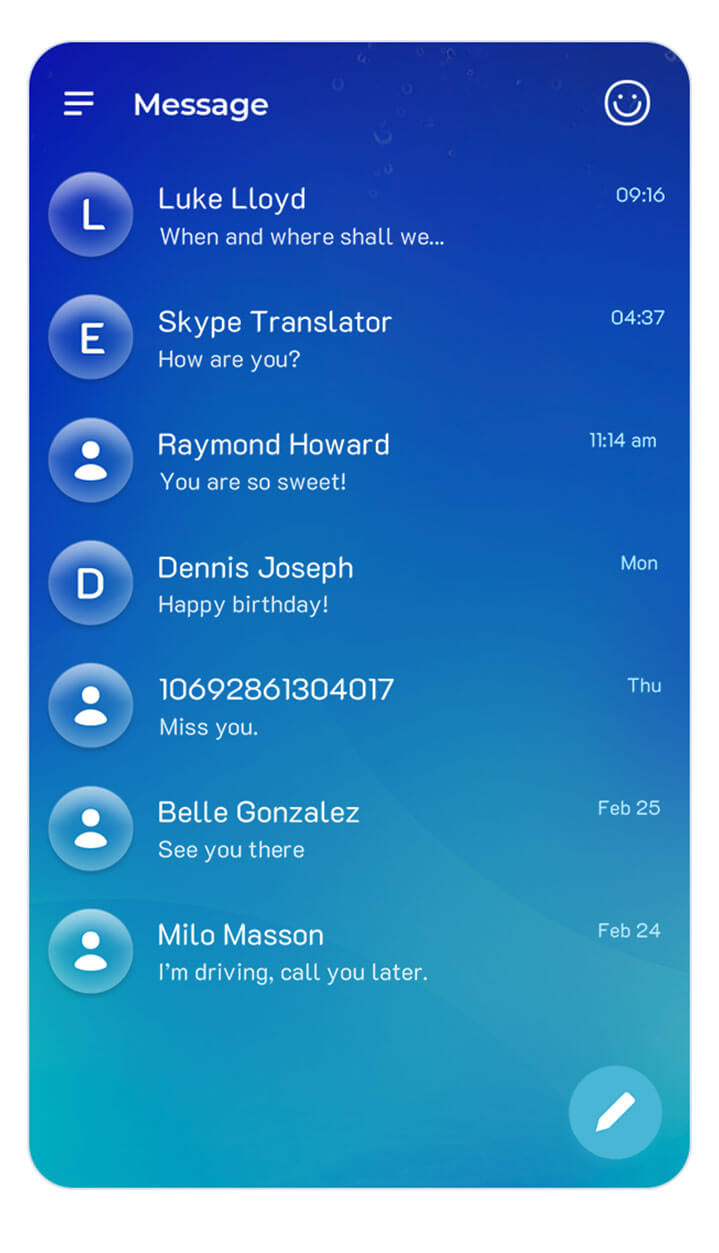 Message
L
Luke Lloyd
09:16
When and where shall we...
E
Skype Translator
04:37
How are you?
Raymond Howard
11:14 am
You are so sweet!
D
Dennis Joseph
Mon
Happy birthday!
10692861304017
Thu
Miss you.
Belle Gonzalez
Feb 25
See you there
Milo Masson
Feb 24
I'm driving, call you later.